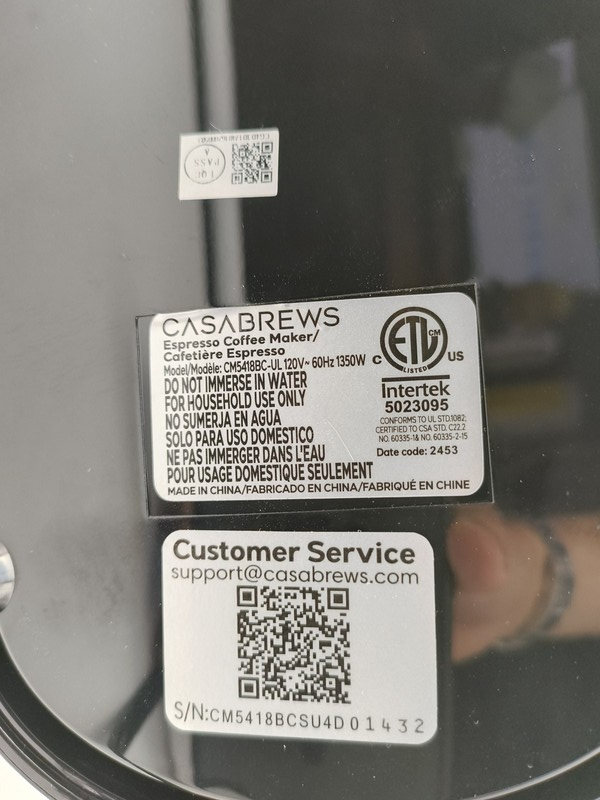 IQC
PASS
A
CASABREWS
Espresso Coffee Maker/
Cafetière Espresso
Model/Modèle: CM5418BC-UL 120V~ 60Hz 1350W
DO NOT IMMERSE IN WATER
FOR HOUSEHOLD USE ONLY
NO SUMERJA EN AGUA
SOLO PARA USO DOMESTICO
NE PAS IMMERGER DANS L'EAU
POUR USAGE DOMESTIQUE SEULEMENT
MADE IN CHINA/FABRICADO EN CHINA/FABRIQUÉ EN CHINE
C ETL CM US
LISTED
Intertek
5023095
CONFORMS TO UL STD.1082;
CERTIFIED TO CSA STD. C22.2
NO. 60335-1& NO. 60335-2-15
Date code: 2453
Customer Service
support@casabrews.com
S/N:CM5418BCSU4D01432